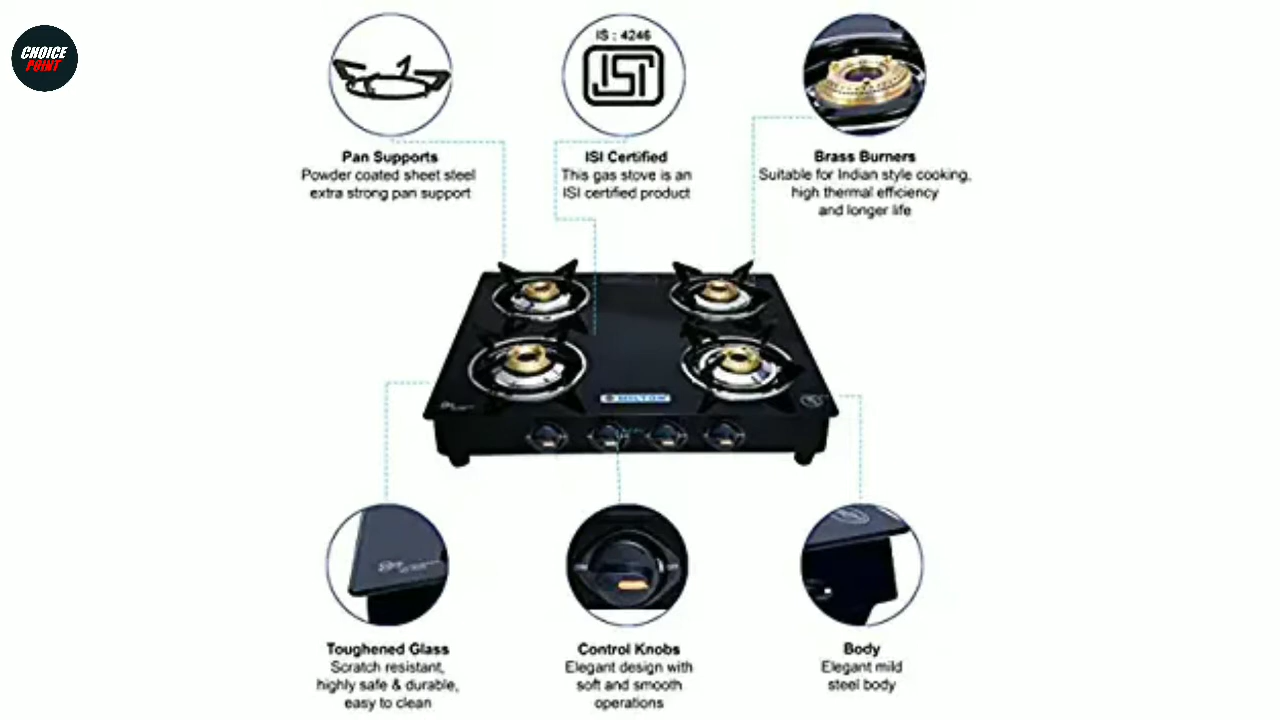 CHOICE
POINT
IS : 4246
ISI
Pan Supports
Powder coated sheet steel
extra strong pan support
ISI Certified
This gas stove is an
ISI certified product
Brass Burners
Suitable for Indian style cooking,
high thermal efficiency
and longer life
MILTON
Toughened Glass
Scratch resistant,
highly safe & durable,
easy to clean
Control Knobs
Elegant design with
soft and smooth
operations
Body
Elegant mild
steel body